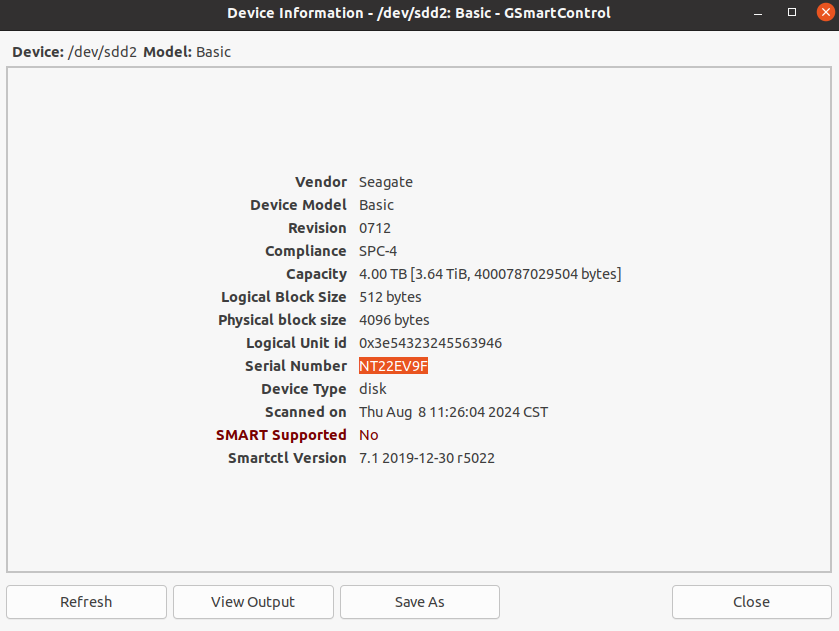 Device Information - /dev/sdd2: Basic - GSmartControl
Device: /dev/sdd2 Model: Basic
Vendor Seagate
Device Model Basic
Revision 0712
Compliance SPC-4
Capacity 4.00 TB [3.64 TiB, 4000787029504 bytes]
Logical Block Size 512 bytes
Physical block size 4096 bytes
Logical Unit id 0x3e54323245563946
Serial Number NT22EV9F
Device Type disk
Scanned on Thu Aug  8 11:26:04 2024 CST
SMART Supported No
Smartctl Version 7.1 2019-12-30 r5022
Refresh View Output Save As Close